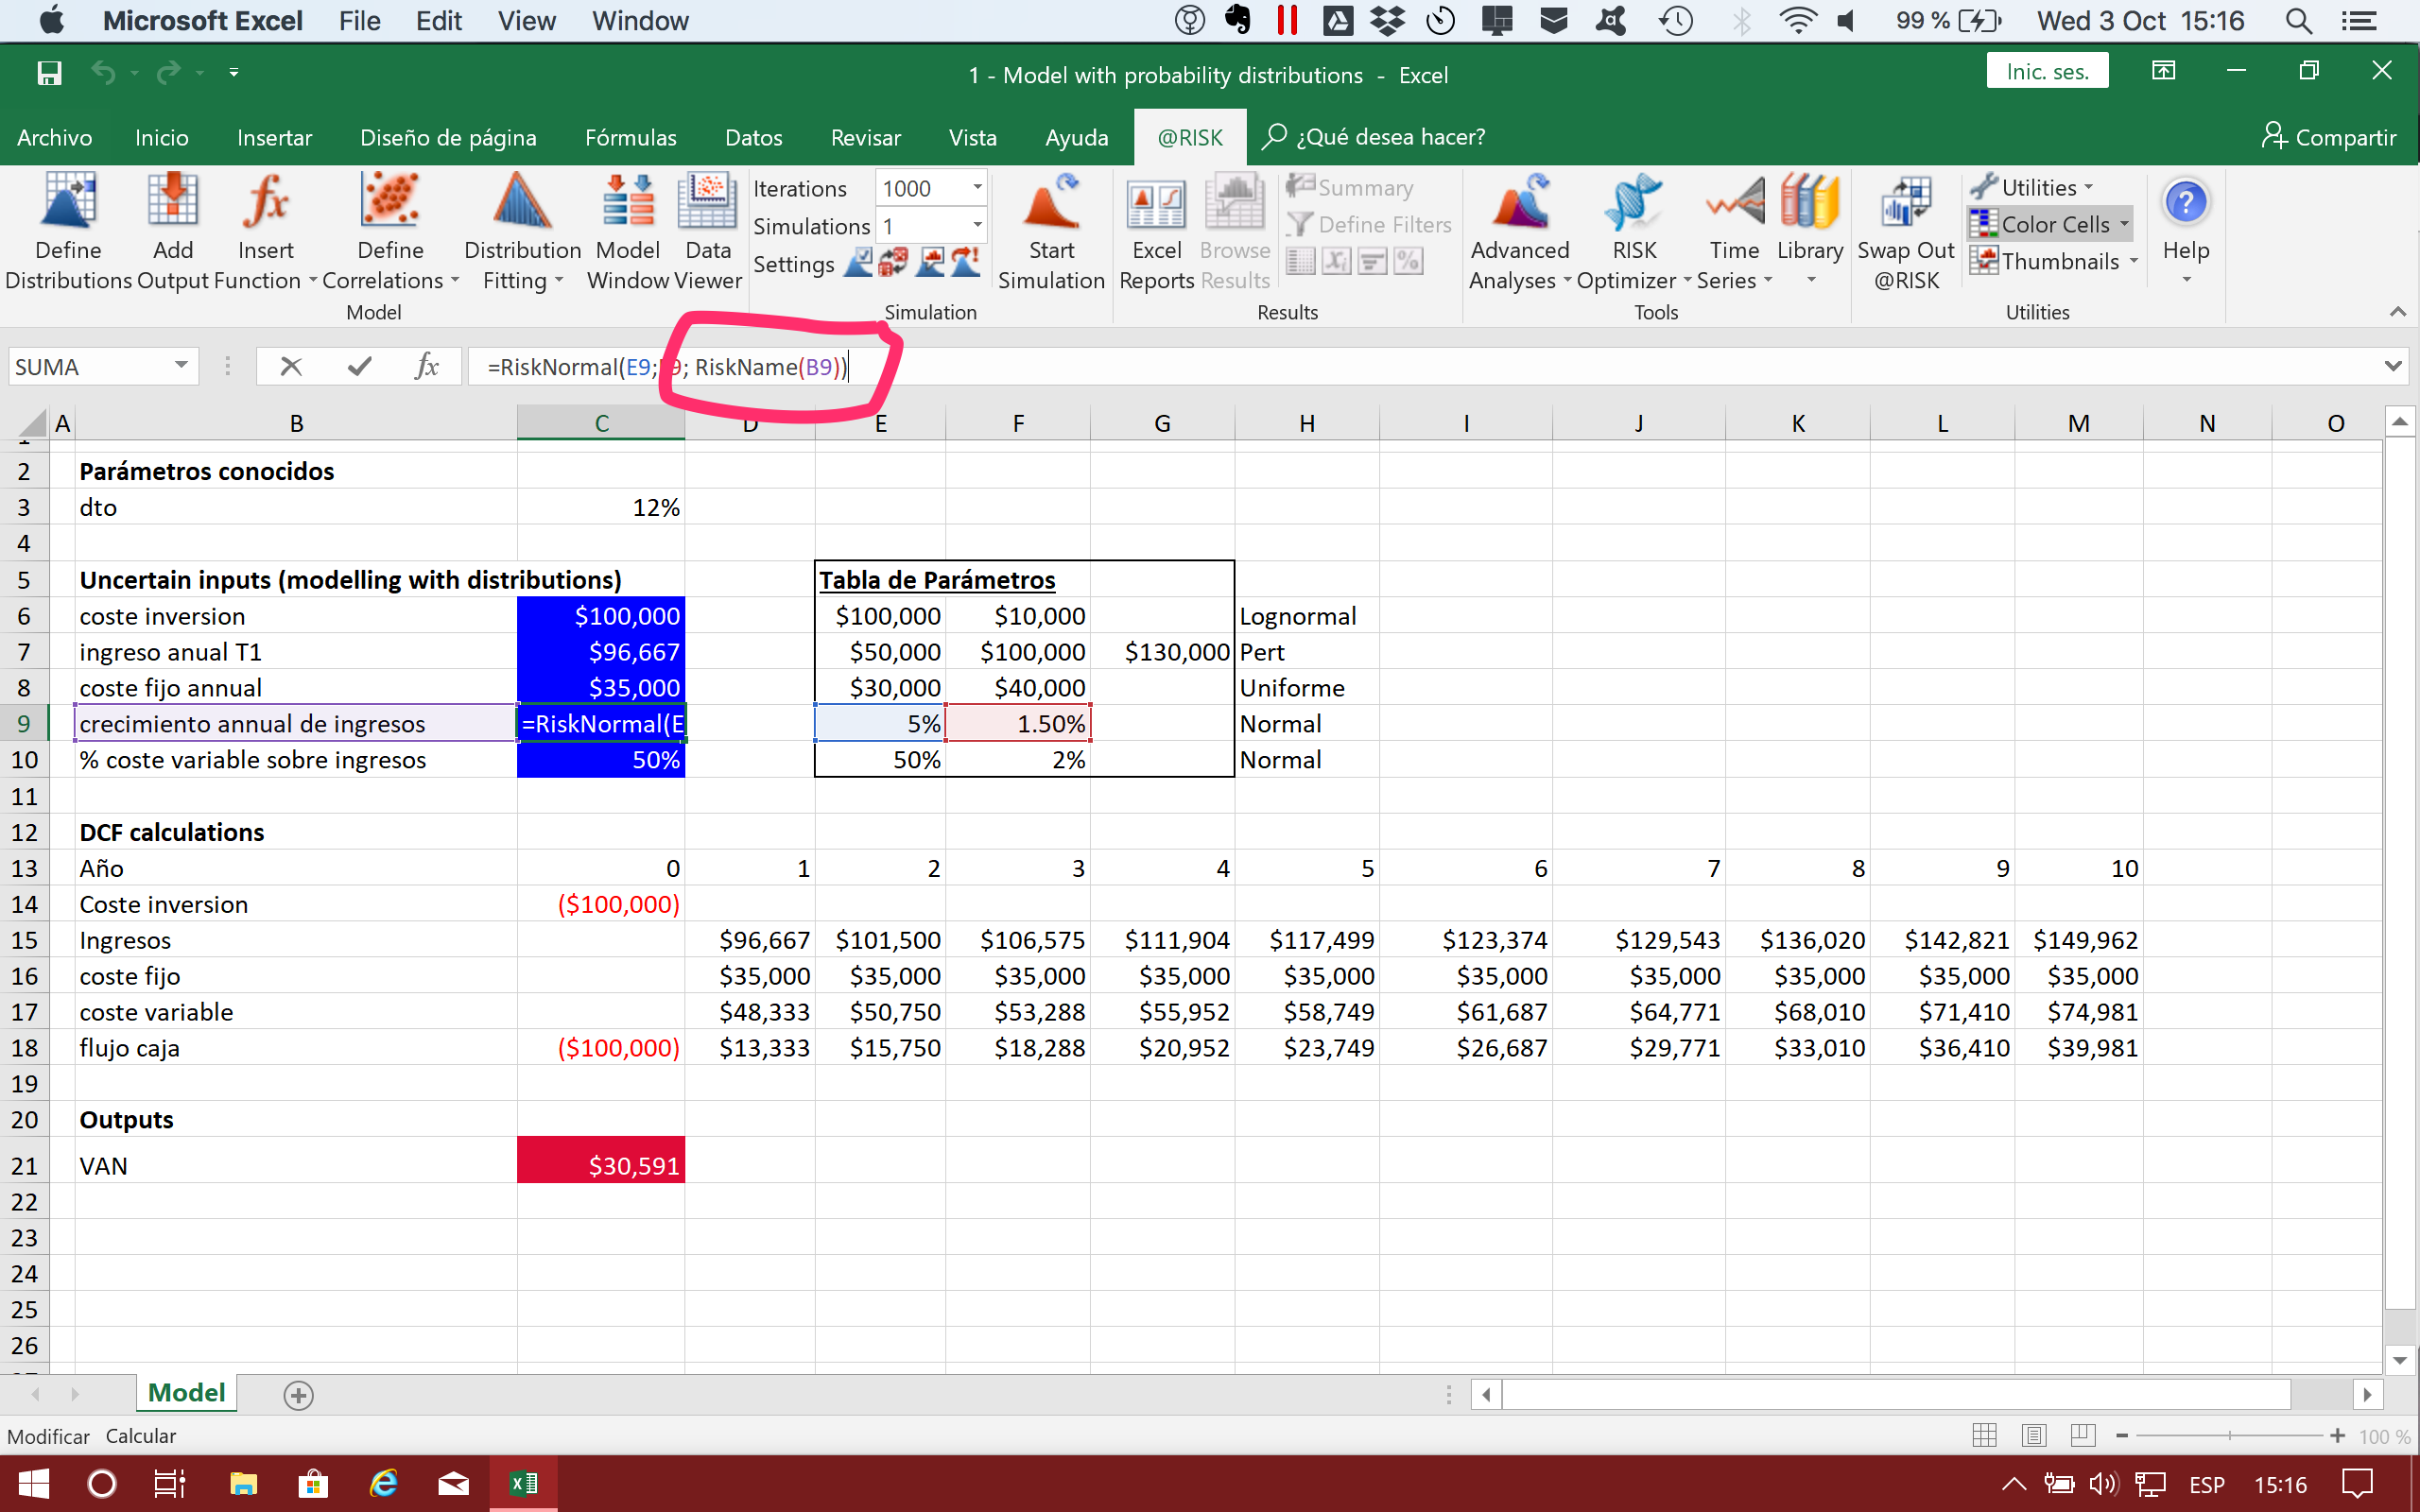 Microsoft Excel File Edit View Window 99 % Wed 3 Oct 15:16
1 - Model with probability distributions - Excel Inic. ses.
Archivo Inicio Insertar Diseño de página Fórmulas Datos Revisar Vista Ayuda @RISK ¿Qué desea hacer? Compartir
Define Distributions
Add Output
Insert Function
Define Correlations
Distribution Fitting
Model Window
Data Viewer
Model
Iterations 1000
Simulations 1
Settings
Start Simulation
Simulation
Excel Reports
Browse Results
Summary
Define Filters
Results
Advanced Analyses
RISK Optimizer
Time Series
Library
Tools
Swap Out @RISK
Utilities
Color Cells
Thumbnails
Help
Utilities
SUMA fx =RiskNormal(E9;F9; RiskName(B9))
A B C D E F G H I J K L M N O
2 Parámetros conocidos
3 dto 12%
4
5 Uncertain inputs (modelling with distributions) Tabla de Parámetros
6 coste inversion $100,000 $100,000 $10,000 Lognormal
7 ingreso anual T1 $96,667 $50,000 $100,000 $130,000 Pert
8 coste fijo annual $35,000 $30,000 $40,000 Uniforme
9 crecimiento annual de ingresos =RiskNormal(E 5% 1.50% Normal
10 % coste variable sobre ingresos 50% 50% 2% Normal
11
12 DCF calculations
13 Año 0 1 2 3 4 5 6 7 8 9 10
14 Coste inversion ($100,000)
15 Ingresos $96,667 $101,500 $106,575 $111,904 $117,499 $123,374 $129,543 $136,020 $142,821 $149,962
16 coste fijo $35,000 $35,000 $35,000 $35,000 $35,000 $35,000 $35,000 $35,000 $35,000 $35,000
17 coste variable $48,333 $50,750 $53,288 $55,952 $58,749 $61,687 $64,771 $68,010 $71,410 $74,981
18 flujo caja ($100,000) $13,333 $15,750 $18,288 $20,952 $23,749 $26,687 $29,771 $33,010 $36,410 $39,981
19
20 Outputs
21 VAN $30,591
22
23
24
25
26
Model
Modificar Calcular 100 %
ESP 15:16